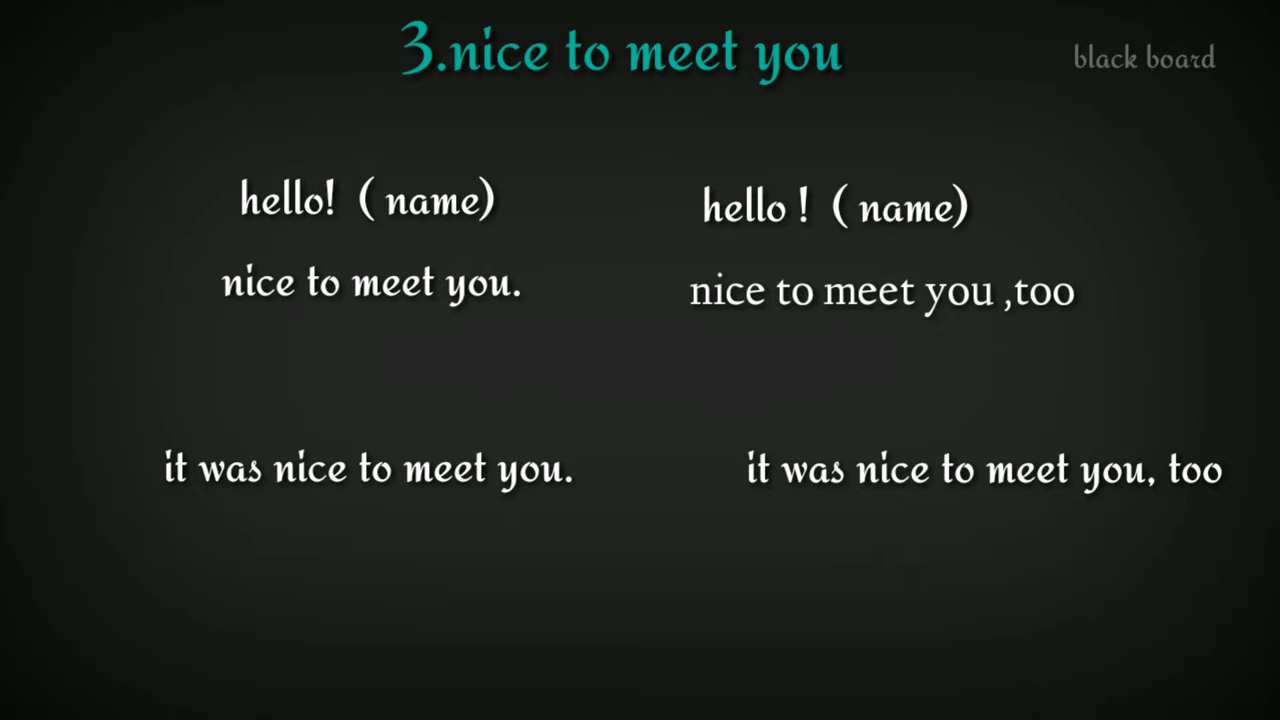 3.nice to meet you
black board
hello! ( name)
hello ! ( name)
nice to meet you.
nice to meet you ,too
it was nice to meet you.
it was nice to meet you, too